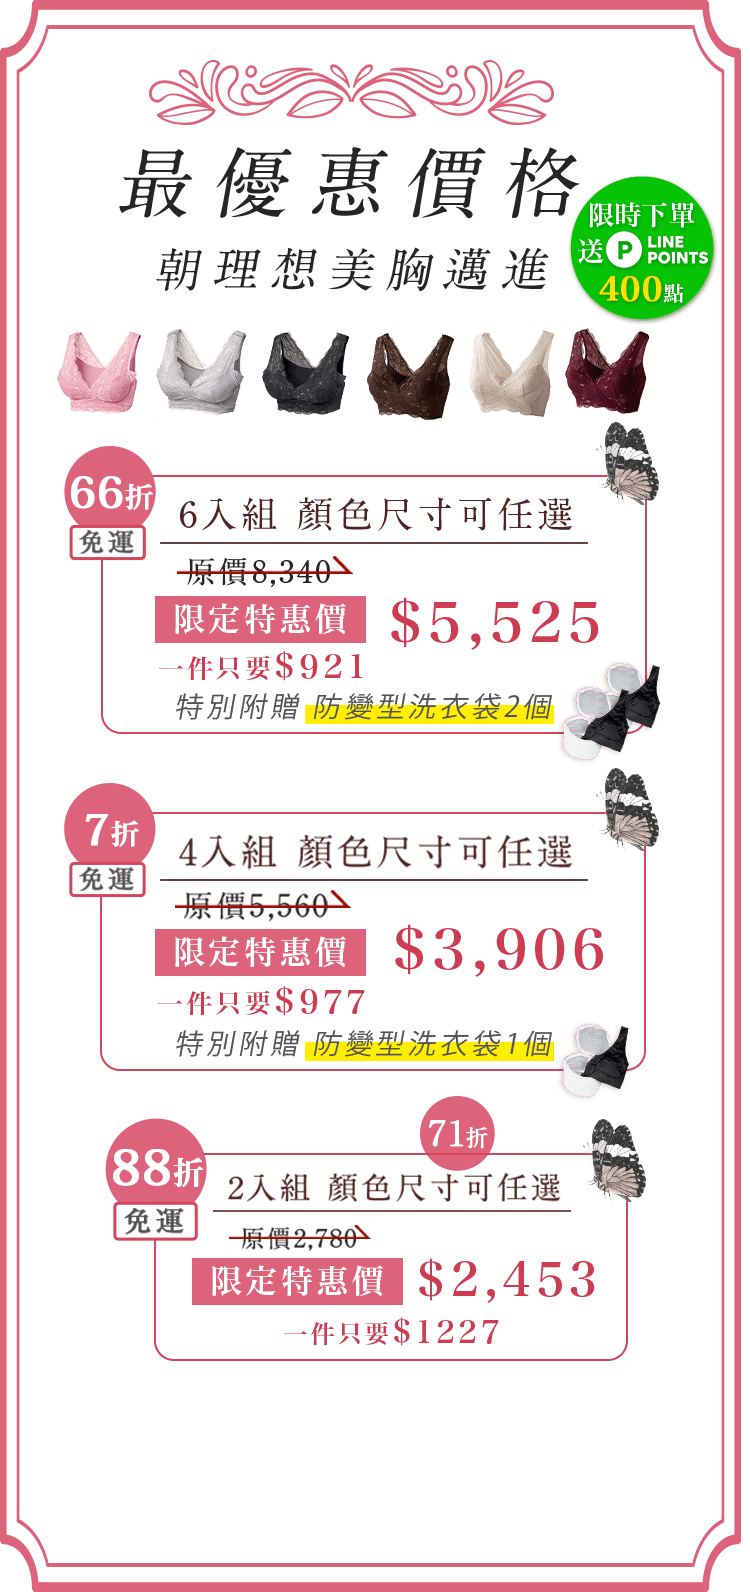 最優惠價格
朝理想美胸邁進
限時下單
送 P LINE POINTS
400點
66折
免運
6入組 顏色尺寸可任選
原價8,340
限定特惠價 $5,525
一件只要$921
特別附贈 防變型洗衣袋2個
7折
免運
4入組 顏色尺寸可任選
原價5,560
限定特惠價 $3,906
一件只要$977
特別附贈 防變型洗衣袋1個
71折
88折
免運
2入組 顏色尺寸可任選
原價2,780
限定特惠價 $2,453
一件只要$1227